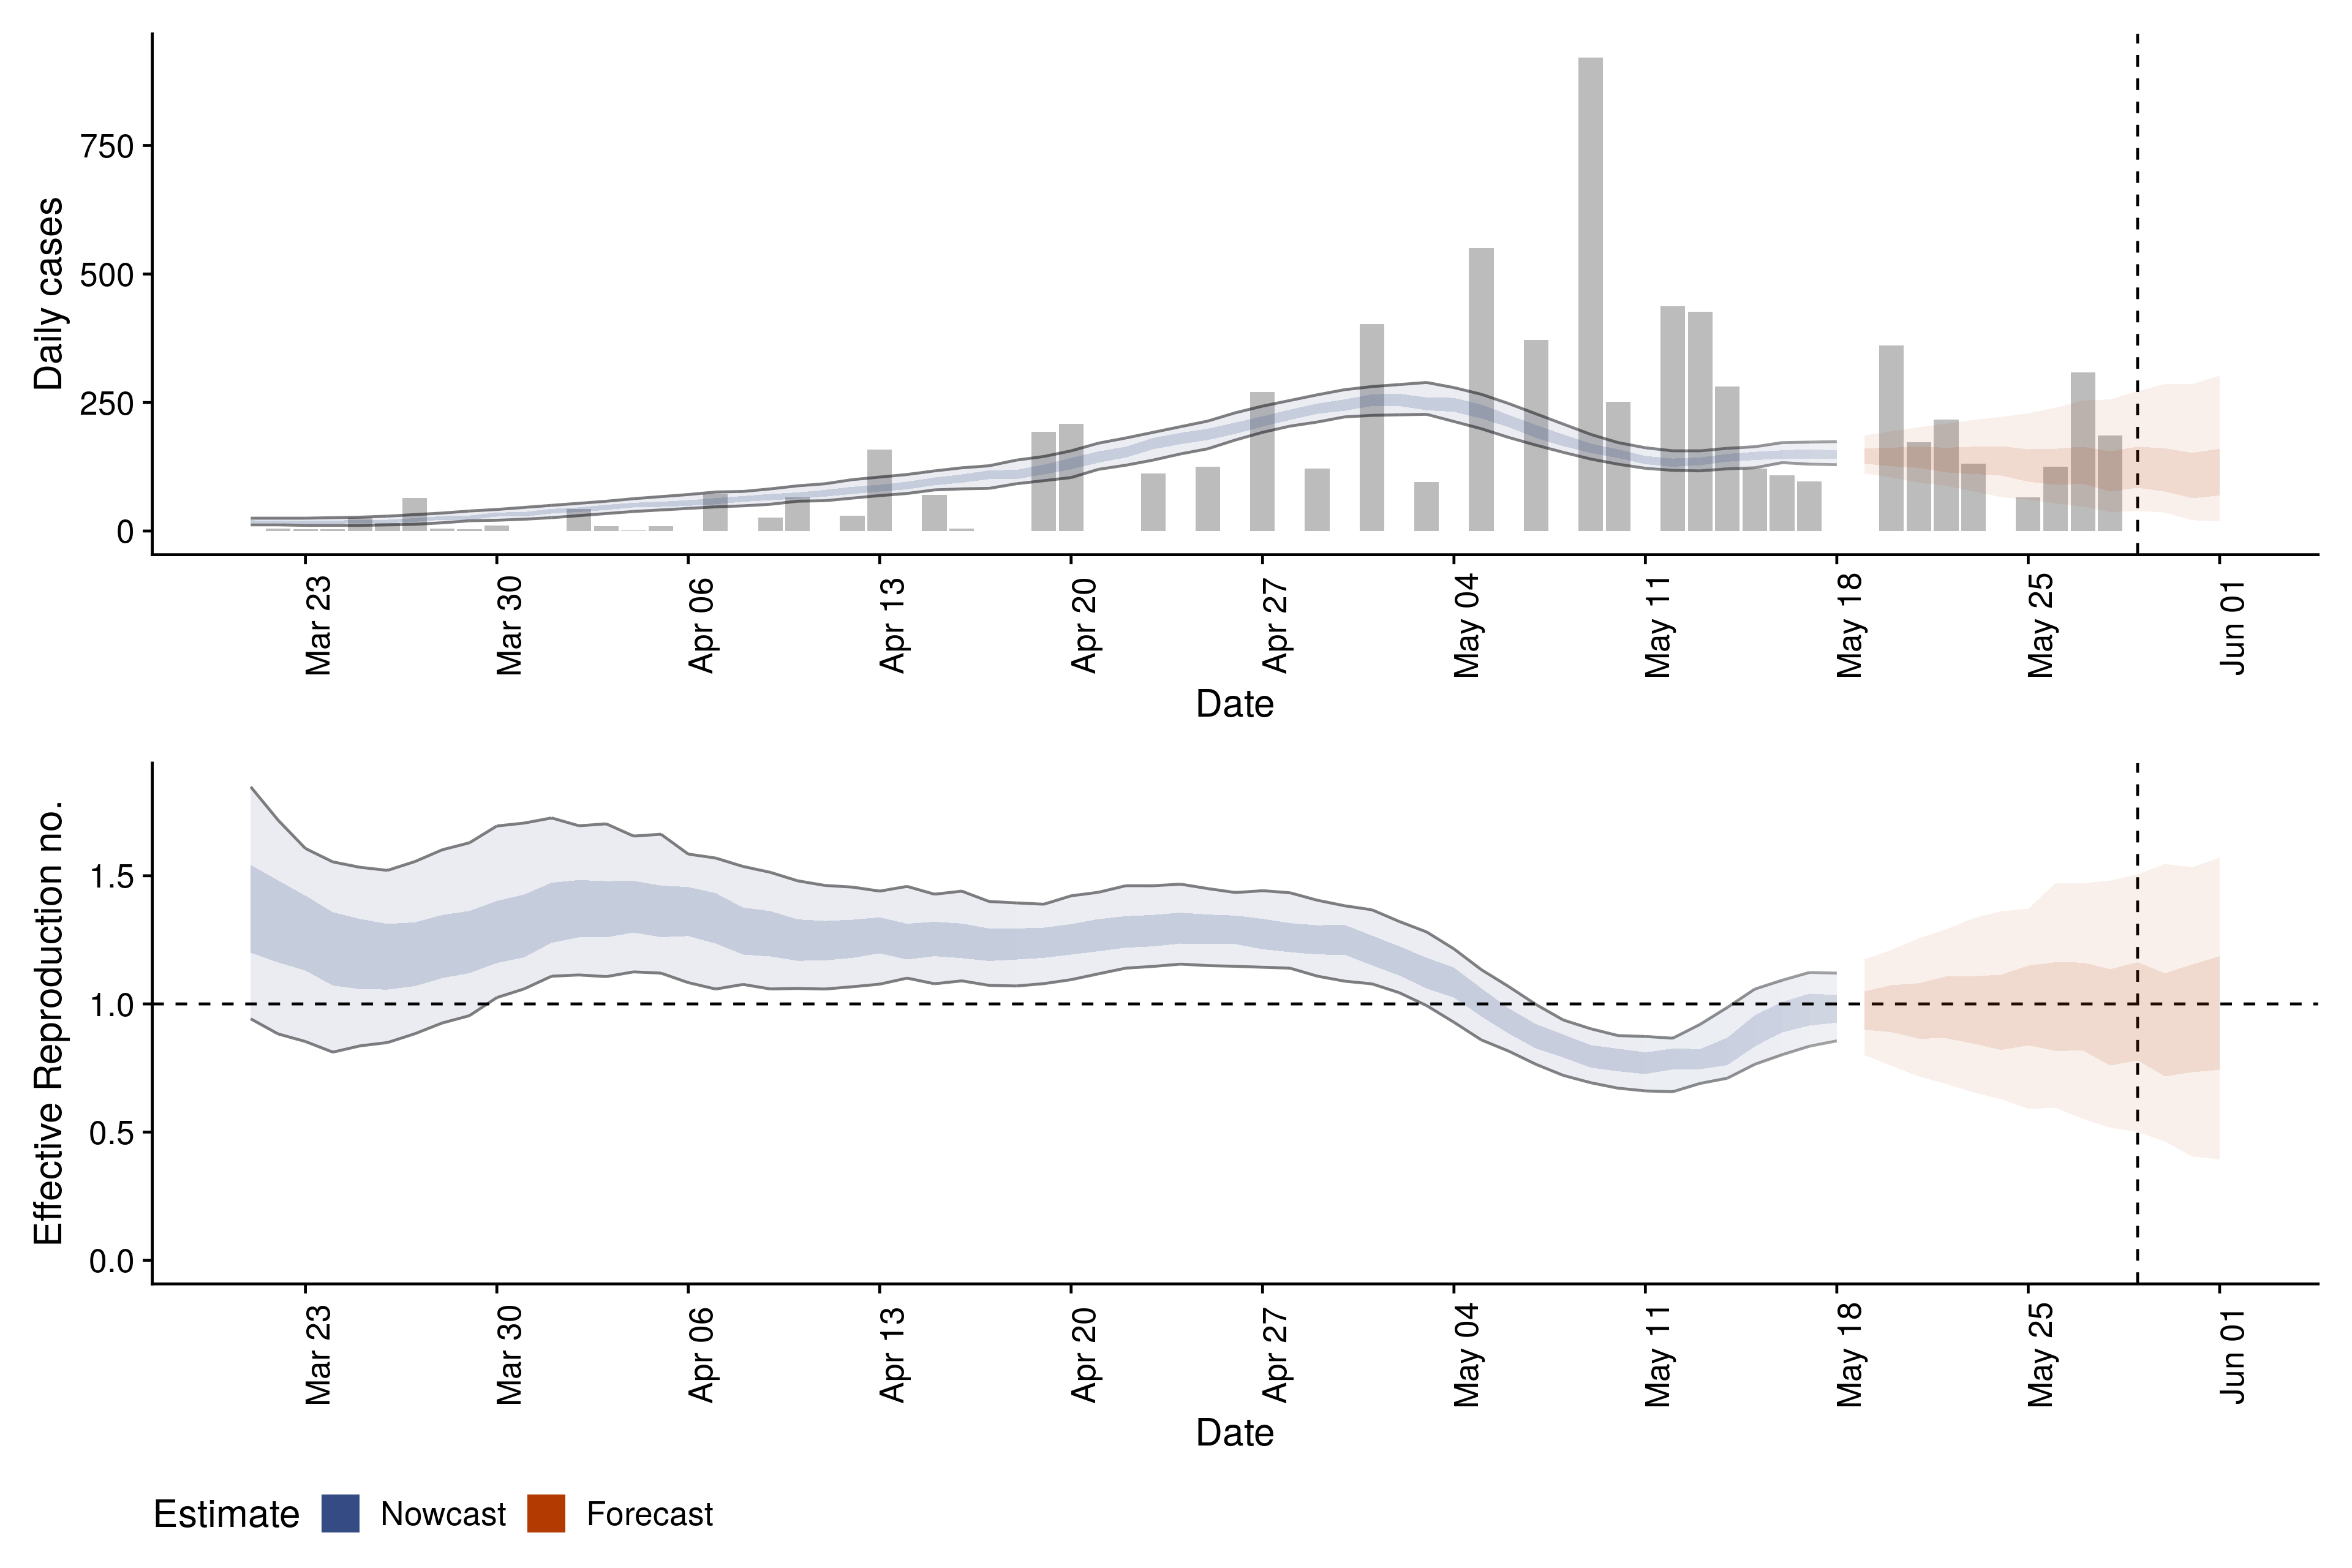 Daily cases
750
500
250
0
Mar 23
Mar 30
Apr 06
Apr 13
Apr 20
Apr 27
May 04
May 11
May 18
May 25
Jun 01
Date
Effective Reproduction no.
1.5
1.0
0.5
0.0
Mar 23
Mar 30
Apr 06
Apr 13
Apr 20
Apr 27
May 04
May 11
May 18
May 25
Jun 01
Date
Estimate Nowcast Forecast